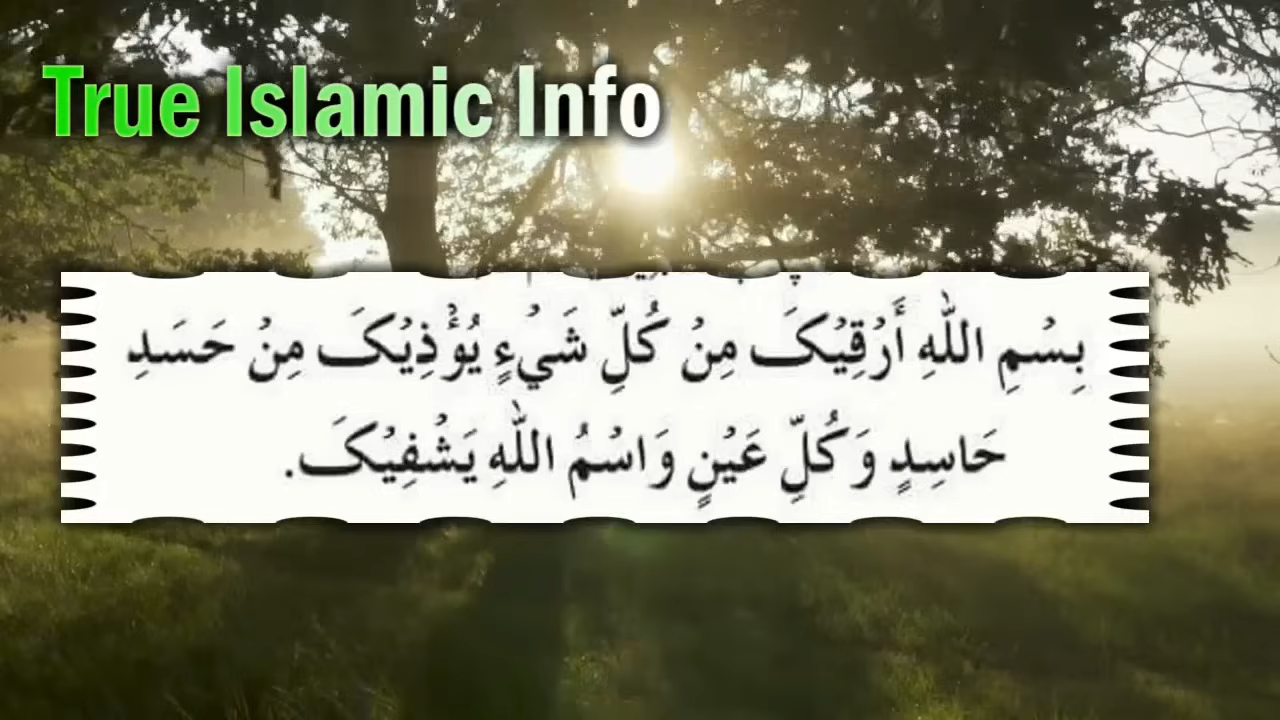 True Islamic Info
بِسْمِ اللّٰهِ أَرْقِيْكَ مِنْ كُلِّ شَيْءٍ يُؤْذِيْكَ مِنْ حَسَدِ
حَاسِدٍ وَكُلِّ عَيْنٍ وَاسْمُ اللّٰهِ يَشْفِيْكَ.